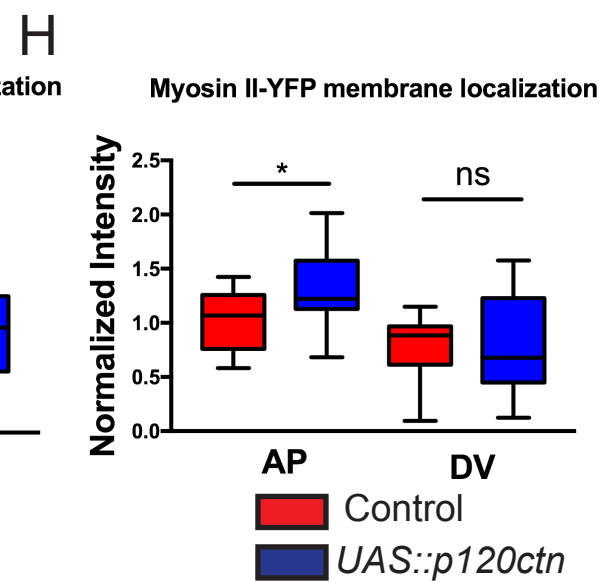 H
Myosin II-YFP membrane localization
Normalized Intensity
2.5
*
ns
2.0
1.5
1.0
0.5
0.0
AP
DV
Control
UAS::p120ctn